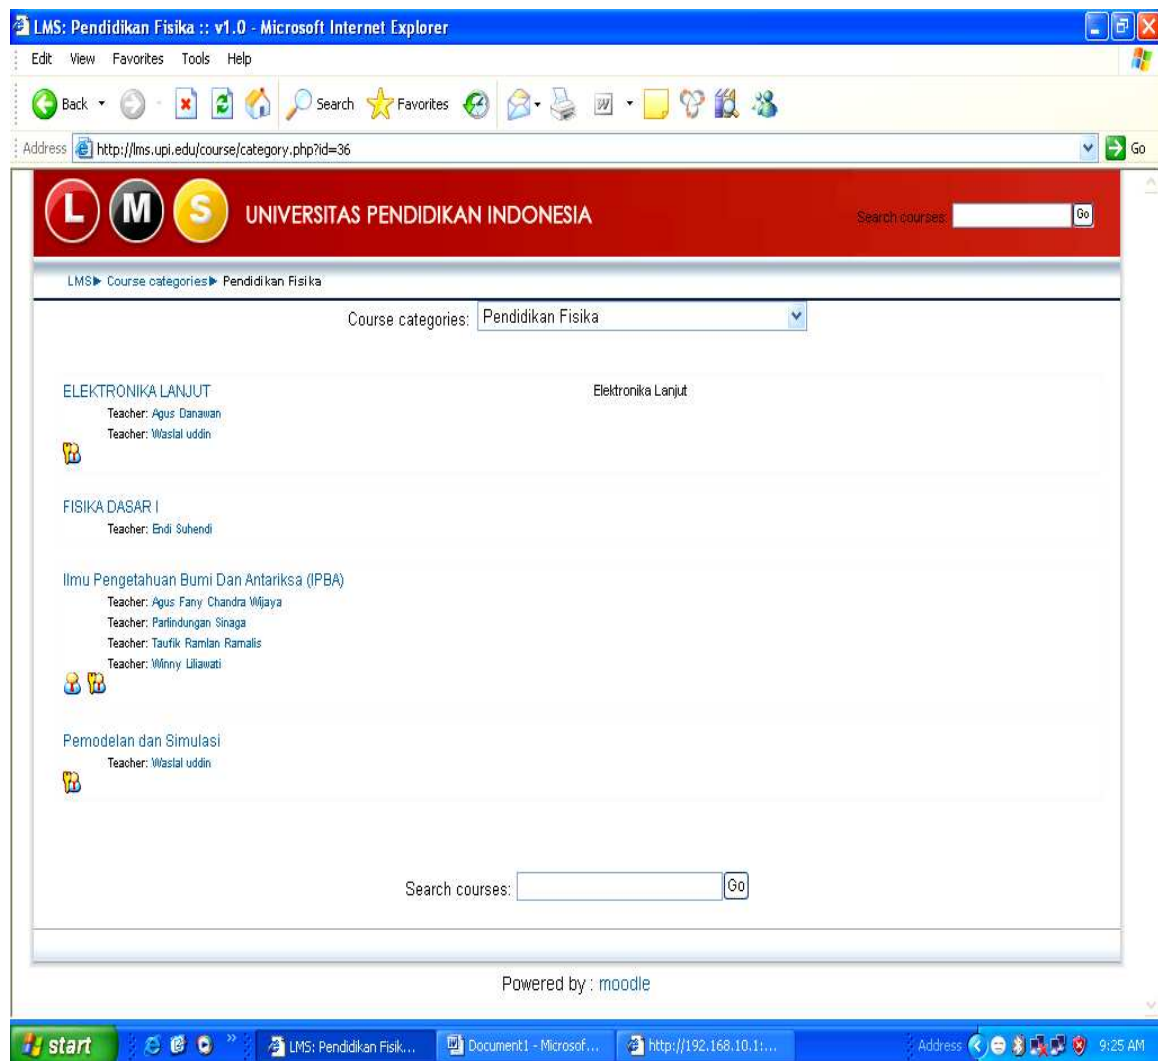 LMS: Pendidikan Fisika :: v1.0 - Microsoft Internet Explorer
Edit View Favorites Tools Help
Back Search Favorites
Address http://lms.upi.edu/course/category.php?id=36 Go
L M S UNIVERSITAS PENDIDIKAN INDONESIA Search courses: Go
LMS▶ Course categories▶ Pendidikan Fisika
Course categories: Pendidikan Fisika
ELEKTRONIKA LANJUT Elektronika Lanjut
Teacher: Agus Danawan
Teacher: Waslal uddin
FISIKA DASAR I
Teacher: Endi Suhendi
Ilmu Pengetahuan Bumi Dan Antariksa (IPBA)
Teacher: Agus Fany Chandra Wijaya
Teacher: Parlindungan Sinaga
Teacher: Taufik Ramlan Ramalis
Teacher: Winny Liliawati
Pemodelan dan Simulasi
Teacher: Waslal uddin
Search courses: Go
Powered by : moodle
start » LMS: Pendidikan Fisik... Document1 - Microsof... http://192.168.10.1:... Address 9:25 AM